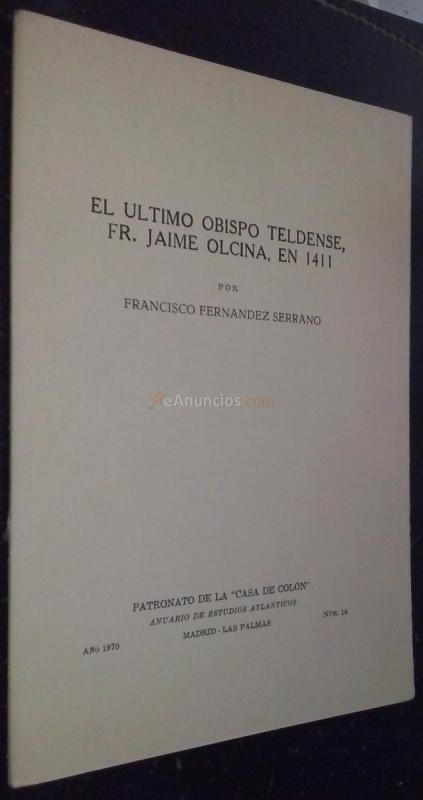 EL ULTIMO OBISPO TELDENSE,
FR. JAIME OLCINA, EN 1411
POR
FRANCISCO FERNANDEZ SERRANO
eAnuncios.com
PATRONATO DE LA "CASA DE COLON"
ANUARIO DE ESTUDIOS ATLANTICOS
AÑO 1970 MADRID - LAS PALMAS NÚM. 16